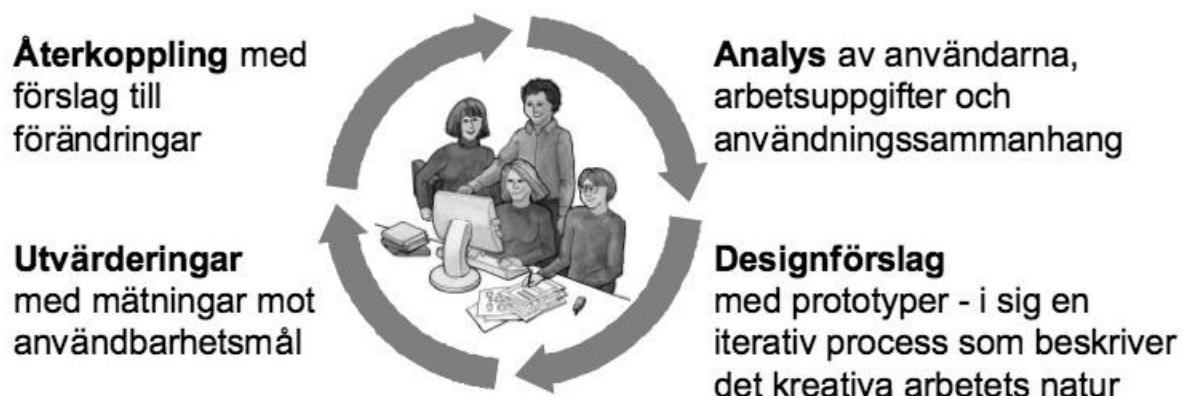 Återkoppling med
förslag till
förändringar
Analys av användarna,
arbetsuppgifter och
användningssammanhang
Utvärderingar
med mätningar mot
användbarhetsmål
Designförslag
med prototyper - i sig en
iterativ process som beskriver
det kreativa arbetets natur